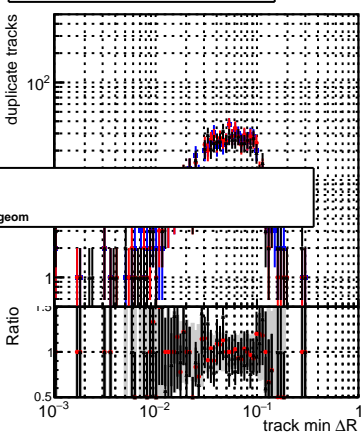 duplicate tracks
10²
geom
1
1.5
Ratio
1
0.5
10⁻³ 10⁻² 10⁻¹ 1
track min ΔR